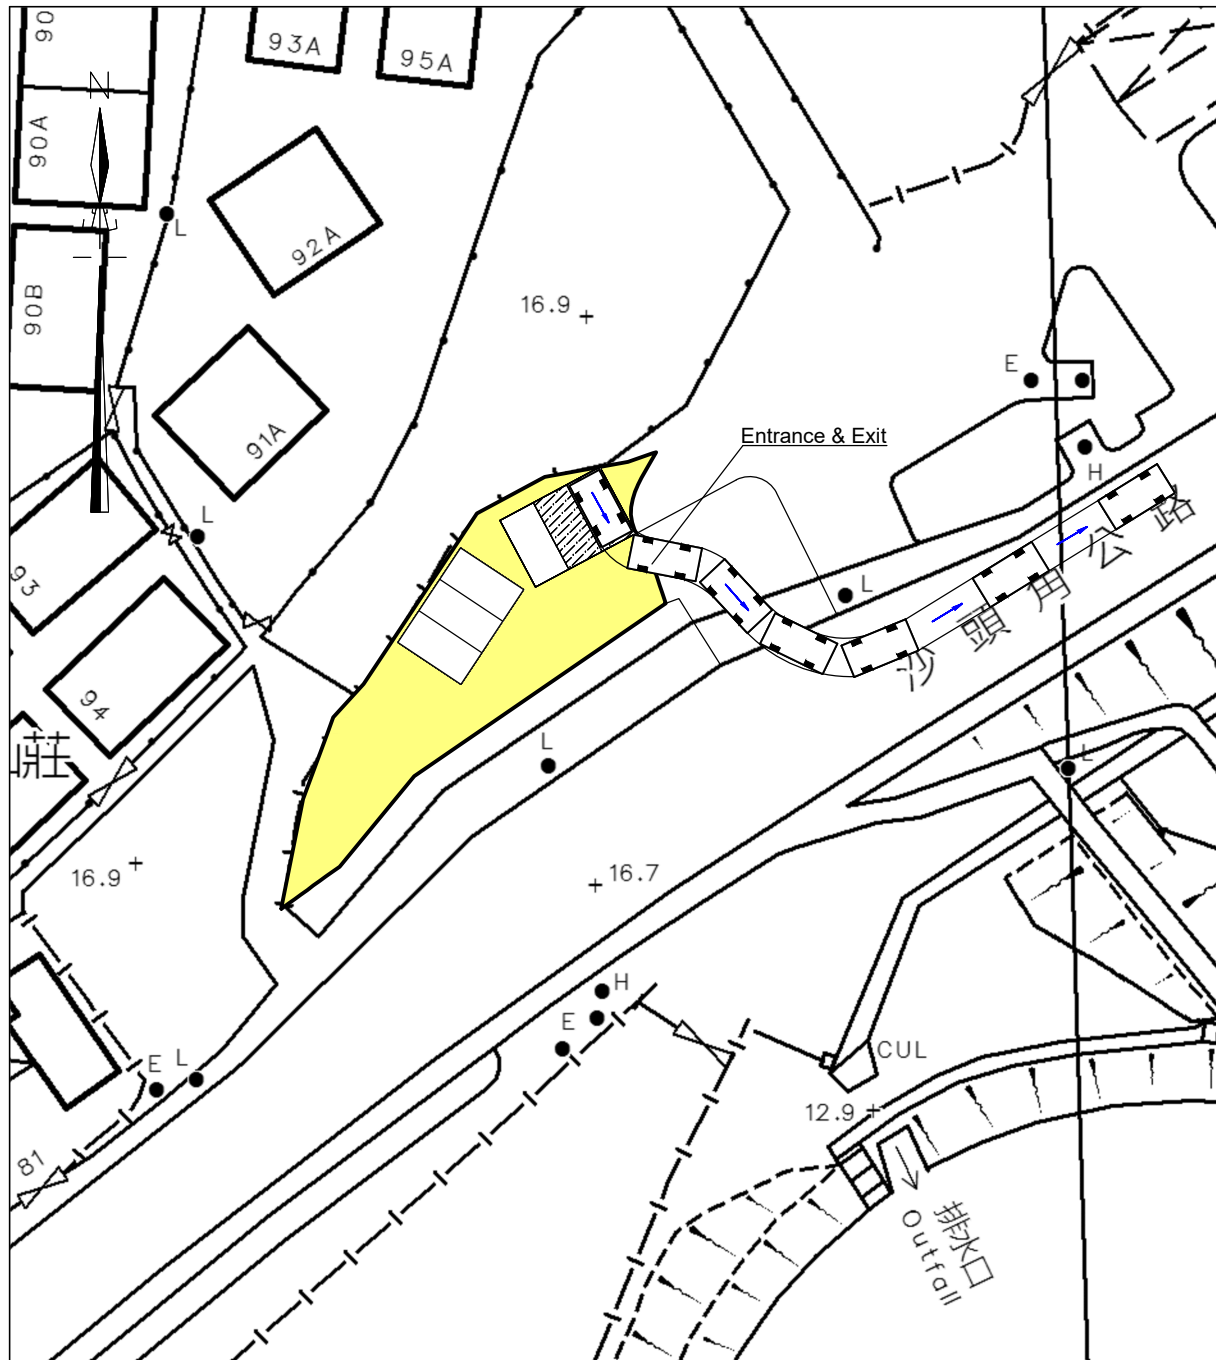 90
93A
95A
N
90A
L
92A
90B
16.9
E
91A
Entrance & Exit
H
93
L
L
沙頭角公路
94
莊
L
L
16.9
16.7
H
E
E
L
CUL
12.9
81
排水口
Outfall